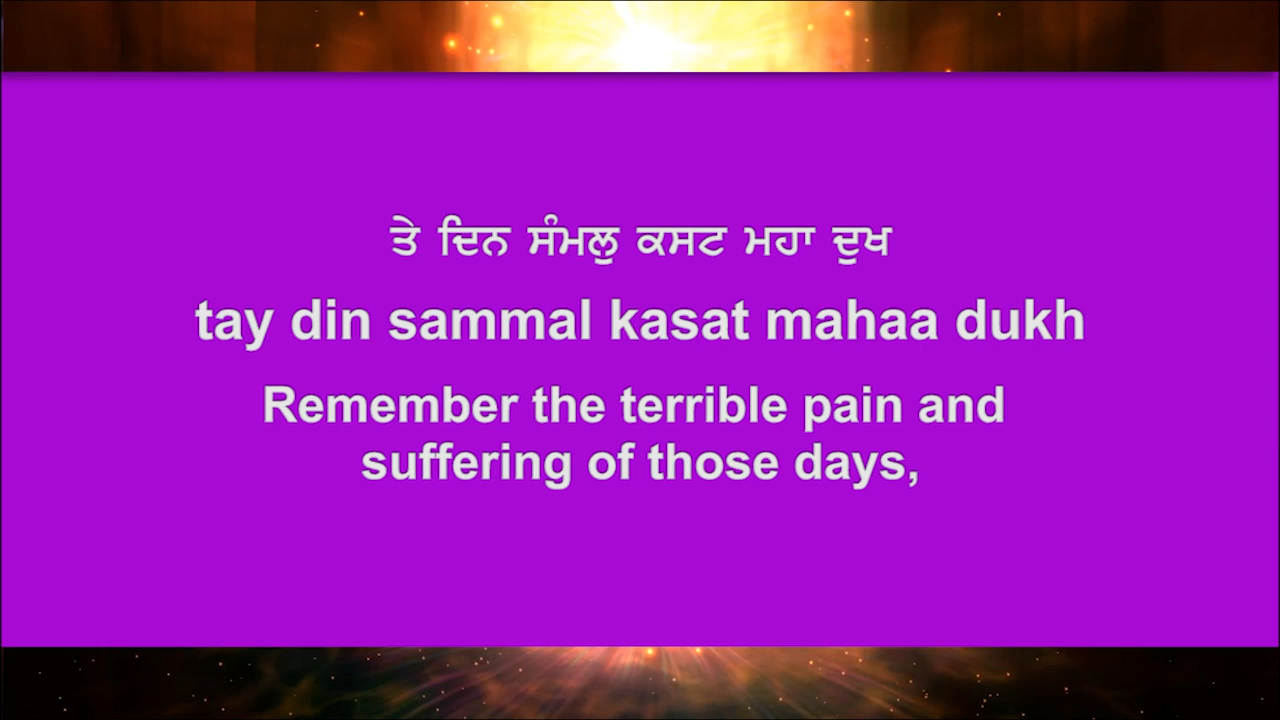 ਤੇ ਦਿਨ ਸੰਮਲੁ ਕਸਟ ਮਹਾ ਦੁਖ
tay din sammal kasat mahaa dukh
Remember the terrible pain and
suffering of those days,